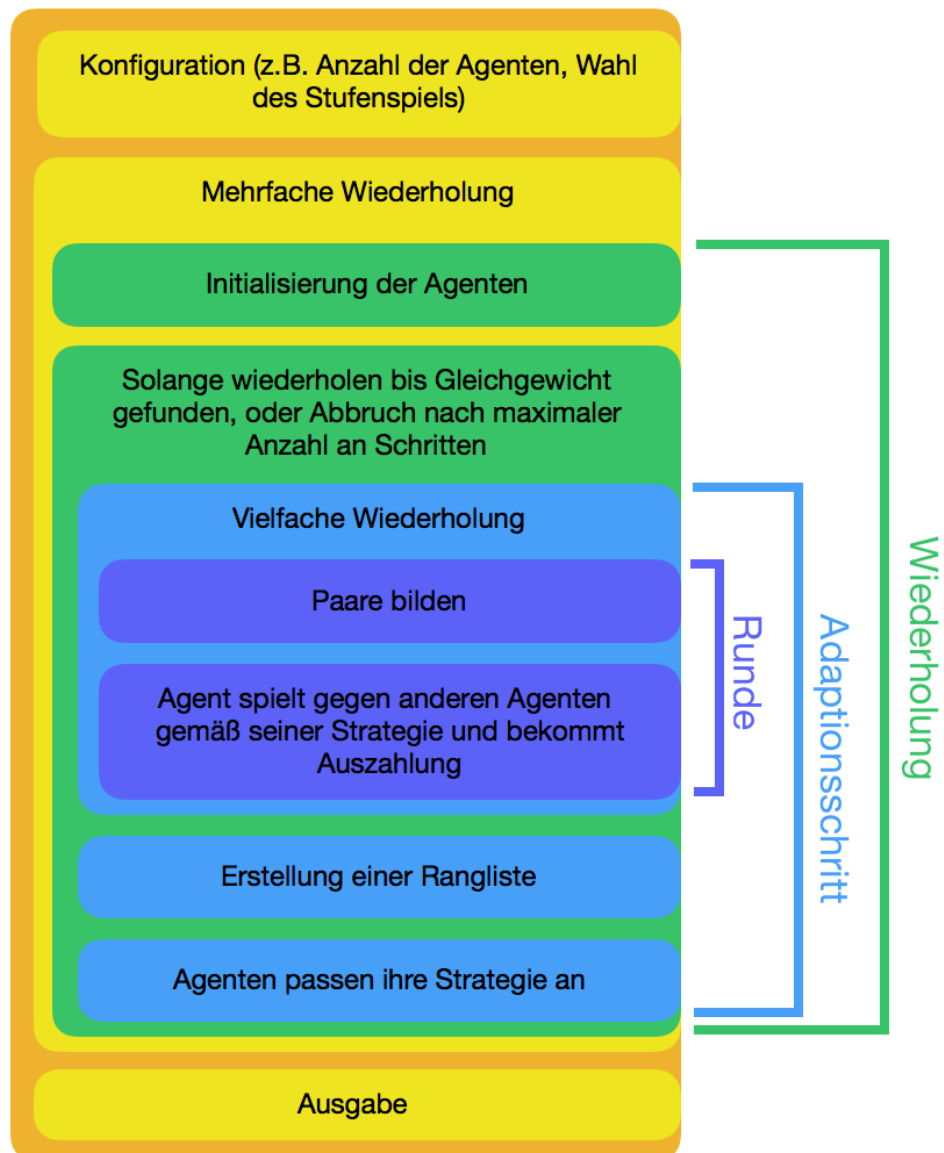 Konfiguration (z.B. Anzahl der Agenten, Wahl
des Stufenspiels)
Mehrfache Wiederholung
Initialisierung der Agenten
Solange wiederholen bis Gleichgewicht
gefunden, oder Abbruch nach maximaler
Anzahl an Schritten
Vielfache Wiederholung
Paare bilden
Agent spielt gegen anderen Agenten
gemäß seiner Strategie und bekommt
Auszahlung
Erstellung einer Rangliste
Agenten passen ihre Strategie an
Ausgabe
Runde
Adaptionsschritt
Wiederholung